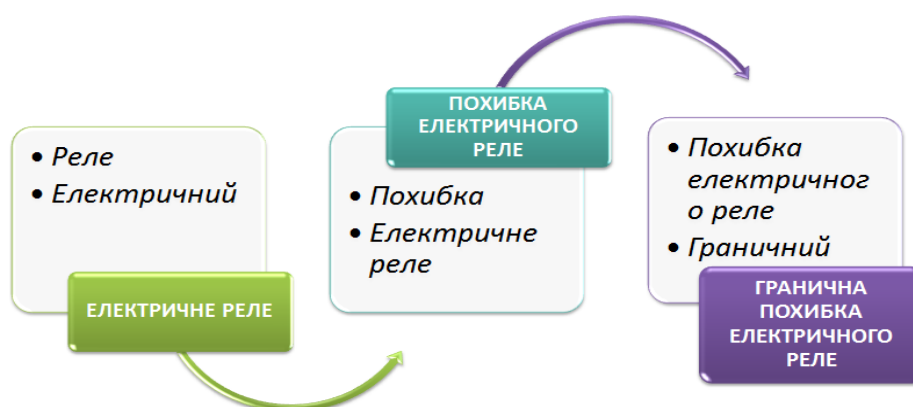 • Реле
• Електричний
ЕЛЕКТРИЧНЕ РЕЛЕ
ПОХИБКА
ЕЛЕКТРИЧНОГО
РЕЛЕ
• Похибка
• Електричне
реле
• Похибка
електричног
о реле
• Граничний
ГРАНИЧНА
ПОХИБКА
ЕЛЕКТРИЧНОГО
РЕЛЕ